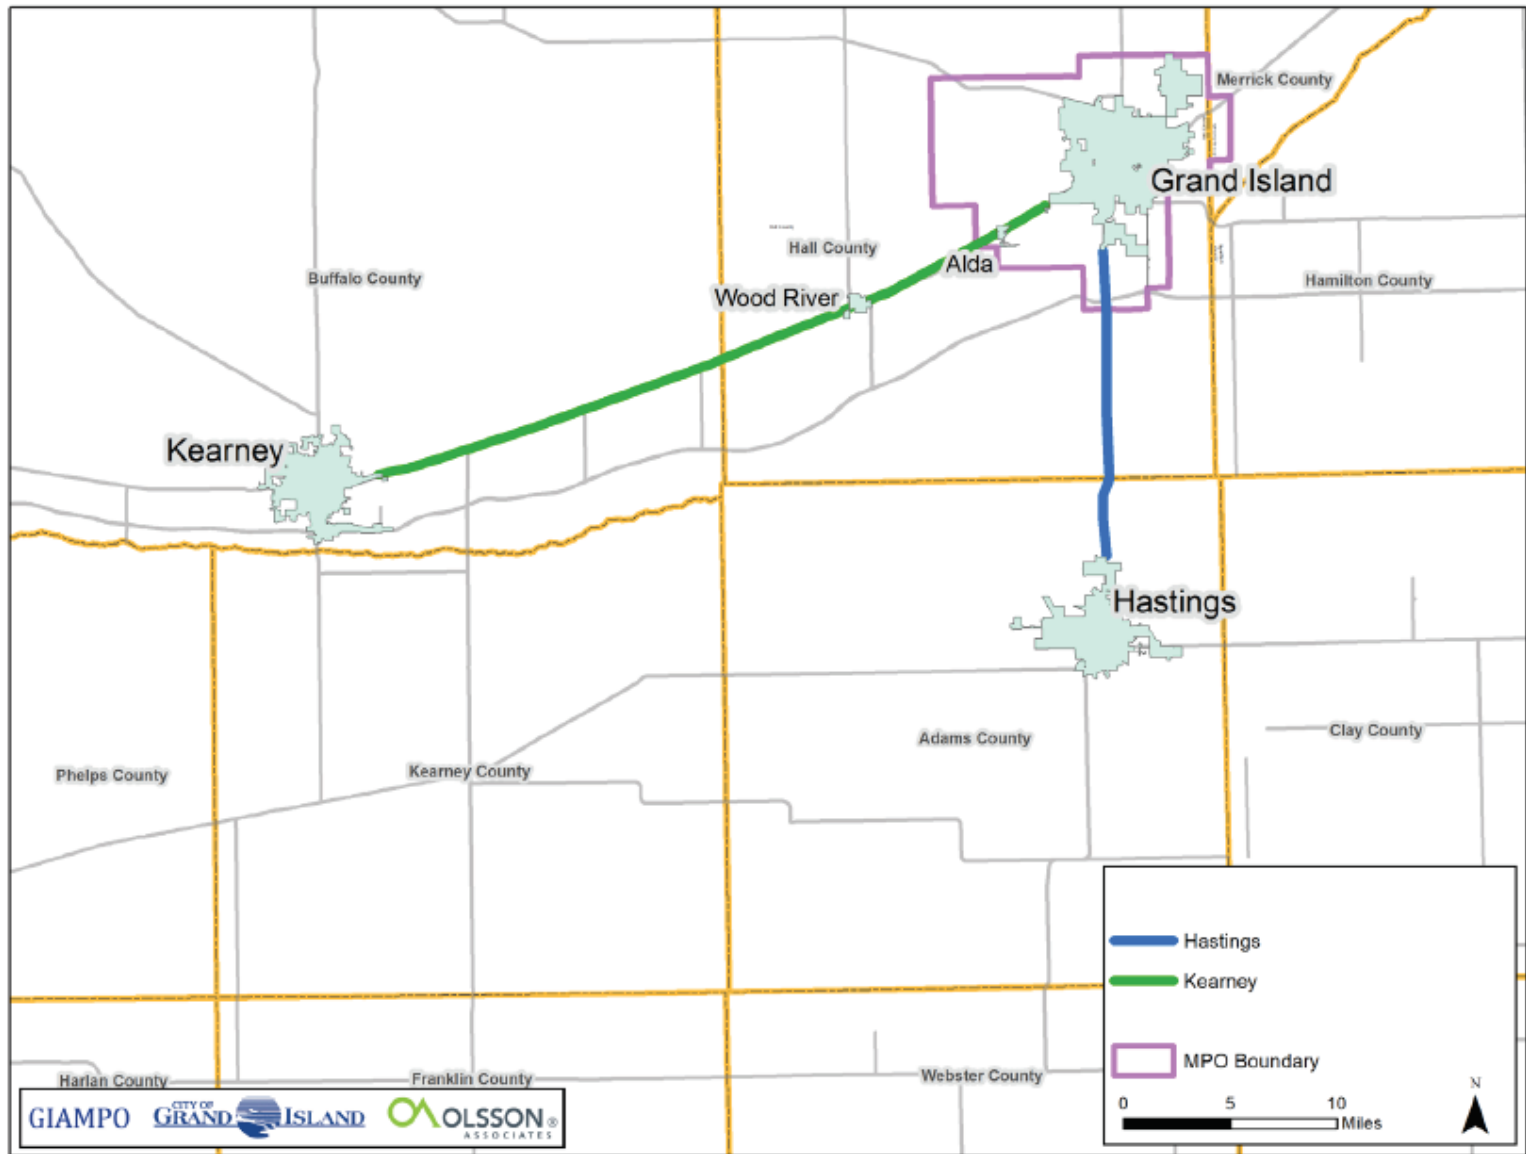 Merrick County
Grand Island
Hall County
Alda
Buffalo County
Hamilton County
Wood River
Kearney
Hastings
Adams County
Clay County
Phelps County
Kearney County
Hastings
Kearney
MPO Boundary
Harlan County
Franklin County
Webster County
N
0 5 10
Miles
GIAMPO
CITY OF
GRAND ISLAND
OLSSON ®
ASSOCIATES